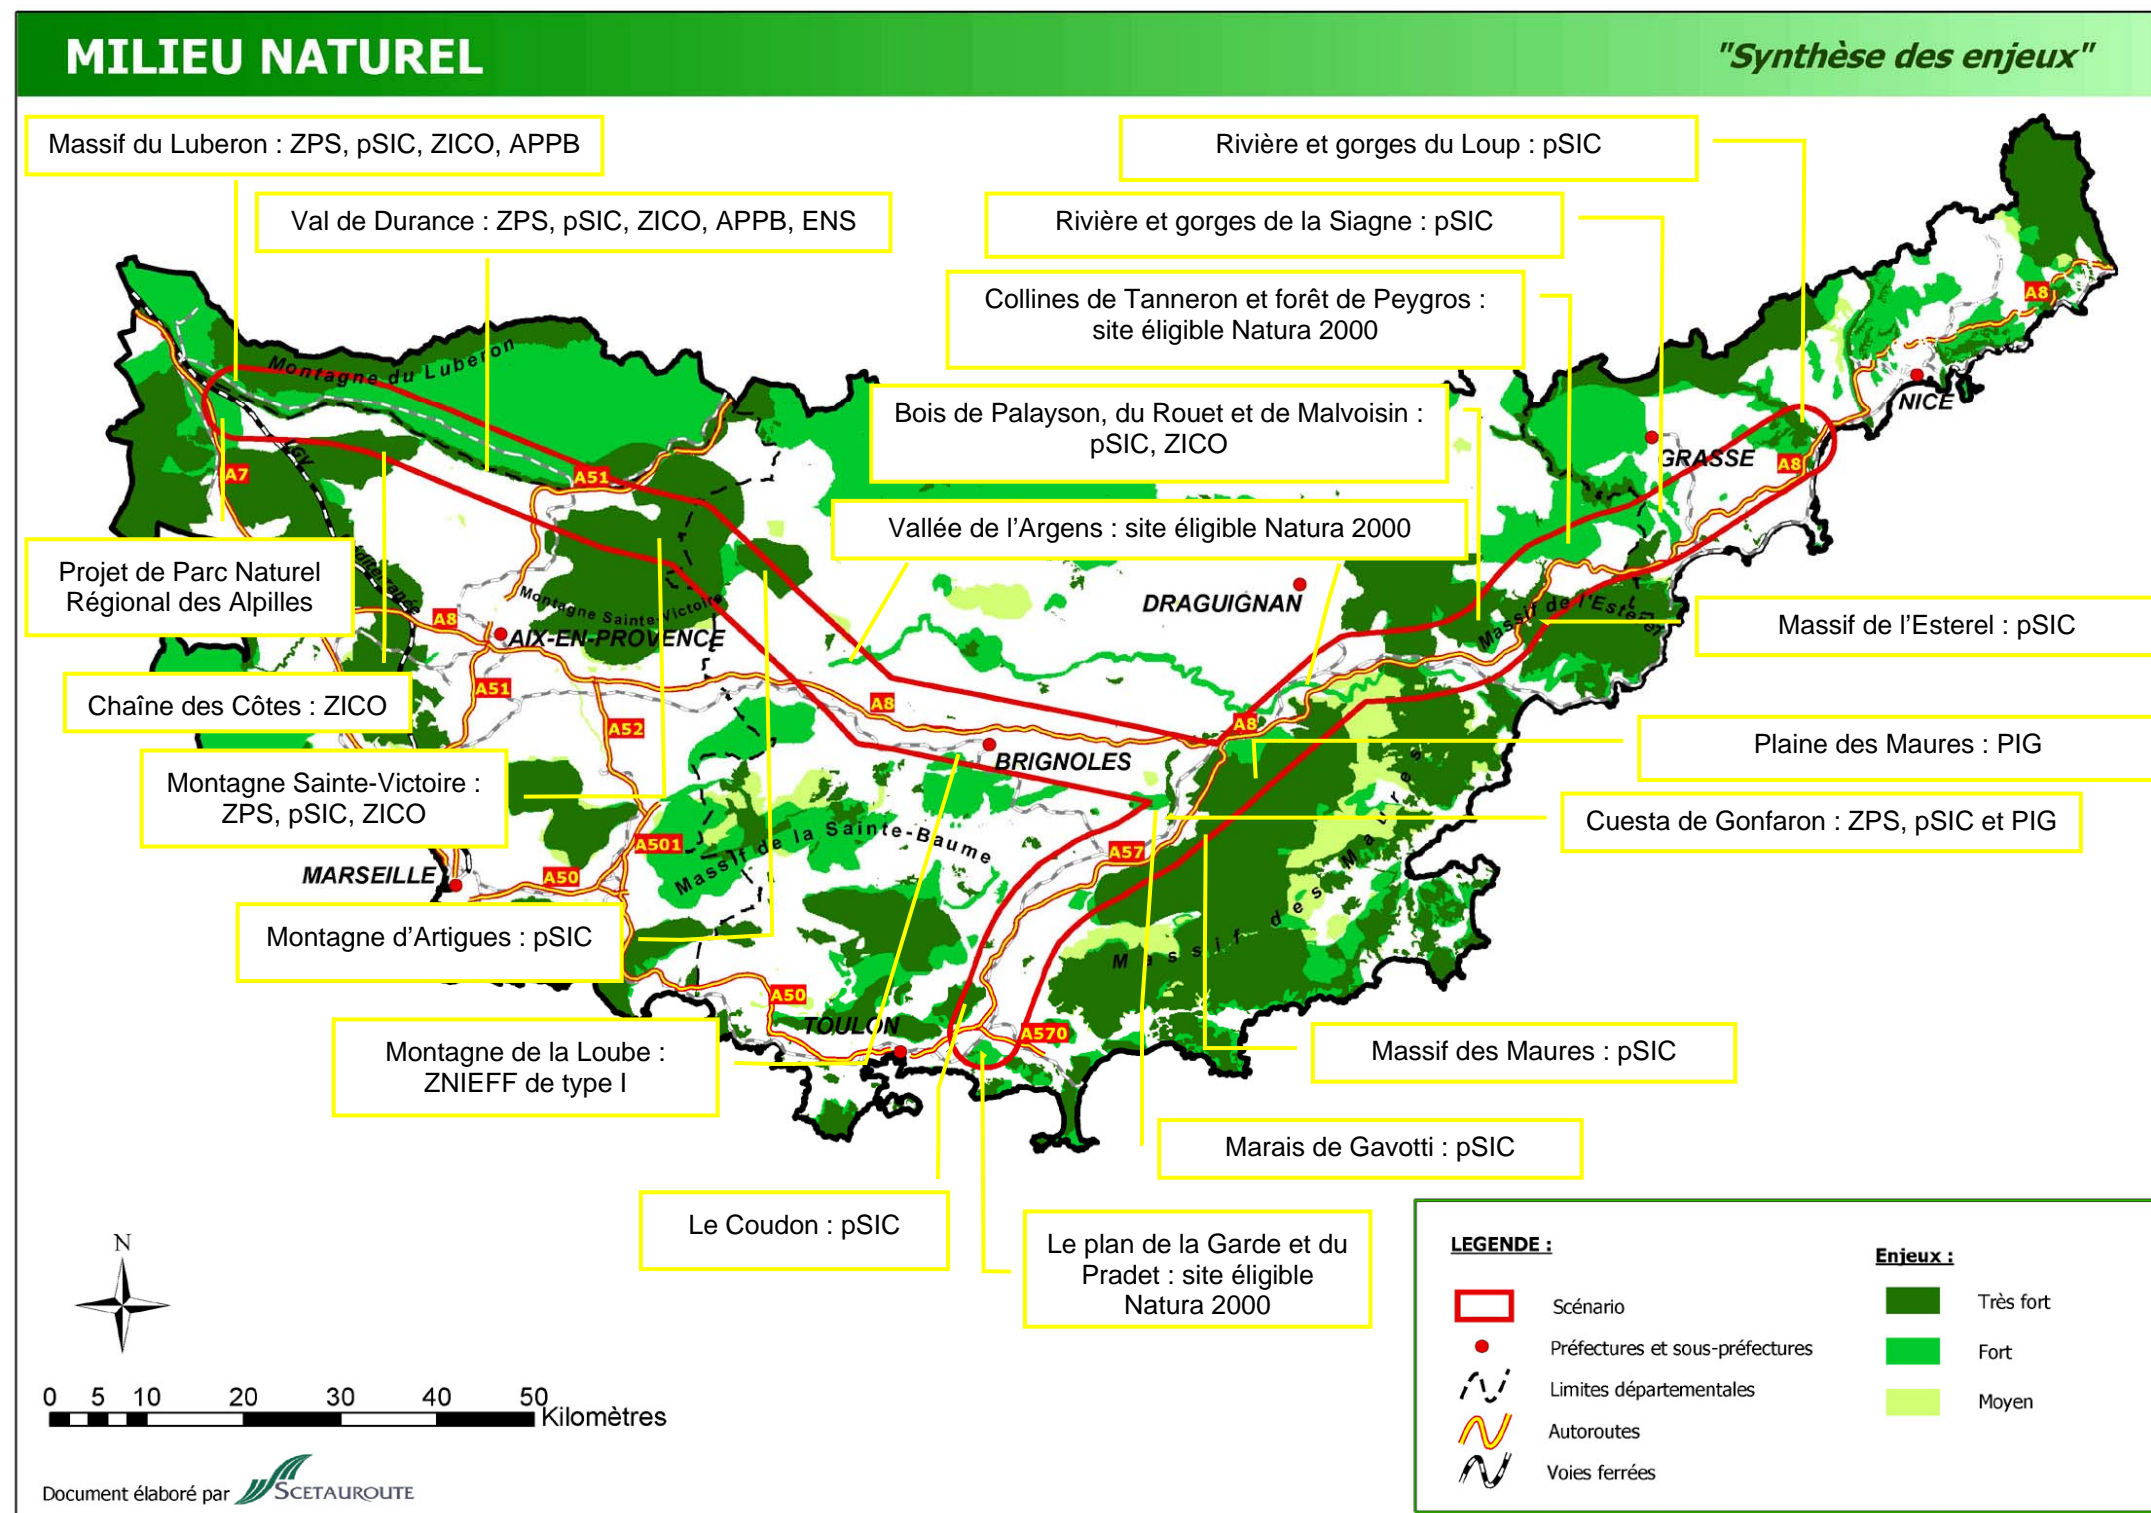 MILIEU NATUREL
"Synthèse des enjeux"
Massif du Luberon : ZPS, pSIC, ZICO, APPB
Rivière et gorges du Loup : pSIC
Val de Durance : ZPS, pSIC, ZICO, APPB, ENS
Rivière et gorges de la Siagne : pSIC
Collines de Tanneron et forêt de Peygros :
site éligible Natura 2000
Bois de Palayson, du Rouet et de Malvoisin :
pSIC, ZICO
Vallée de l'Argens : site éligible Natura 2000
Projet de Parc Naturel
Régional des Alpilles
Chaîne des Côtes : ZICO
Montagne Sainte-Victoire :
ZPS, pSIC, ZICO
Montagne d'Artigues : pSIC
Montagne de la Loube :
ZNIEFF de type I
Le Coudon : pSIC
Le plan de la Garde et du
Pradet : site éligible
Natura 2000
Marais de Gavotti : pSIC
Massif des Maures : pSIC
Cuesta de Gonfaron : ZPS, pSIC et PIG
Plaine des Maures : PIG
Massif de l'Esterel : pSIC
Montagne du Luberon
Montagne Sainte-Victoire
Massif de la Sainte-Baume
Massif des Maures
Massif de l'Esterel
TGV
AIX-EN-PROVENCE
MARSEILLE
TOULON
BRIGNOLES
DRAGUIGNAN
GRASSE
NICE
A7
A51
A8
A51
A52
A501
A50
A50
A8
A57
A570
A8
A8
A8
N
0 5 10 20 30 40 50
Kilomètres
Document élaboré par SCETAUROUTE
LEGENDE :
Scénario
Préfectures et sous-préfectures
Limites départementales
Autoroutes
Voies ferrées
Enjeux :
Très fort
Fort
Moyen